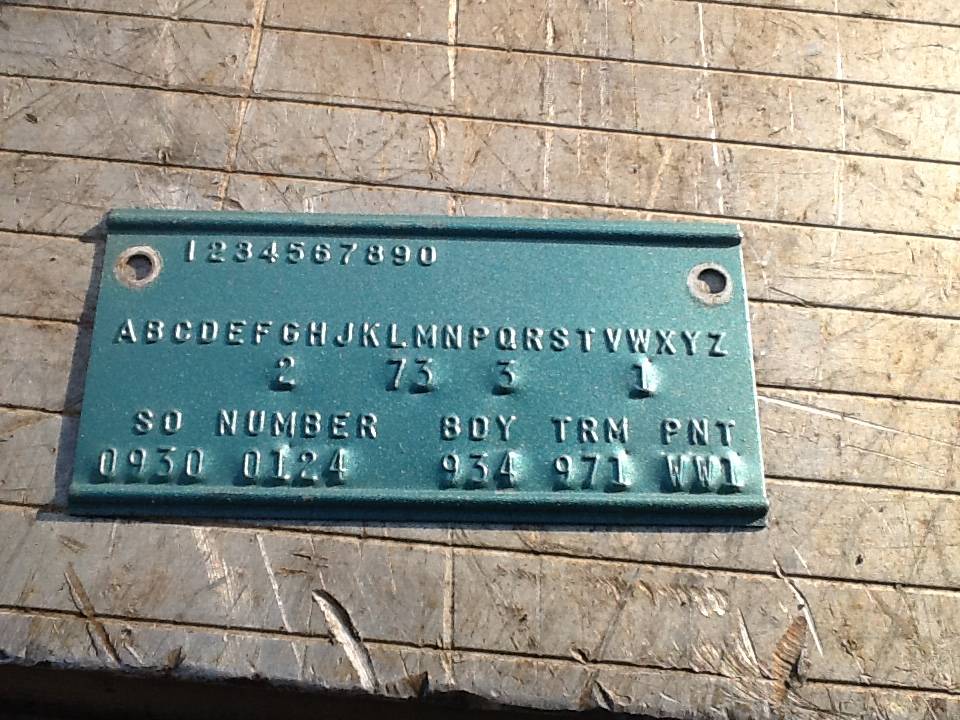 1234567890
ABCDEFGHJKLMNPQRSTVWXYZ
2 73 3 1
SO NUMBER BDY TRM PNT
0930 0124 934 971 WW1